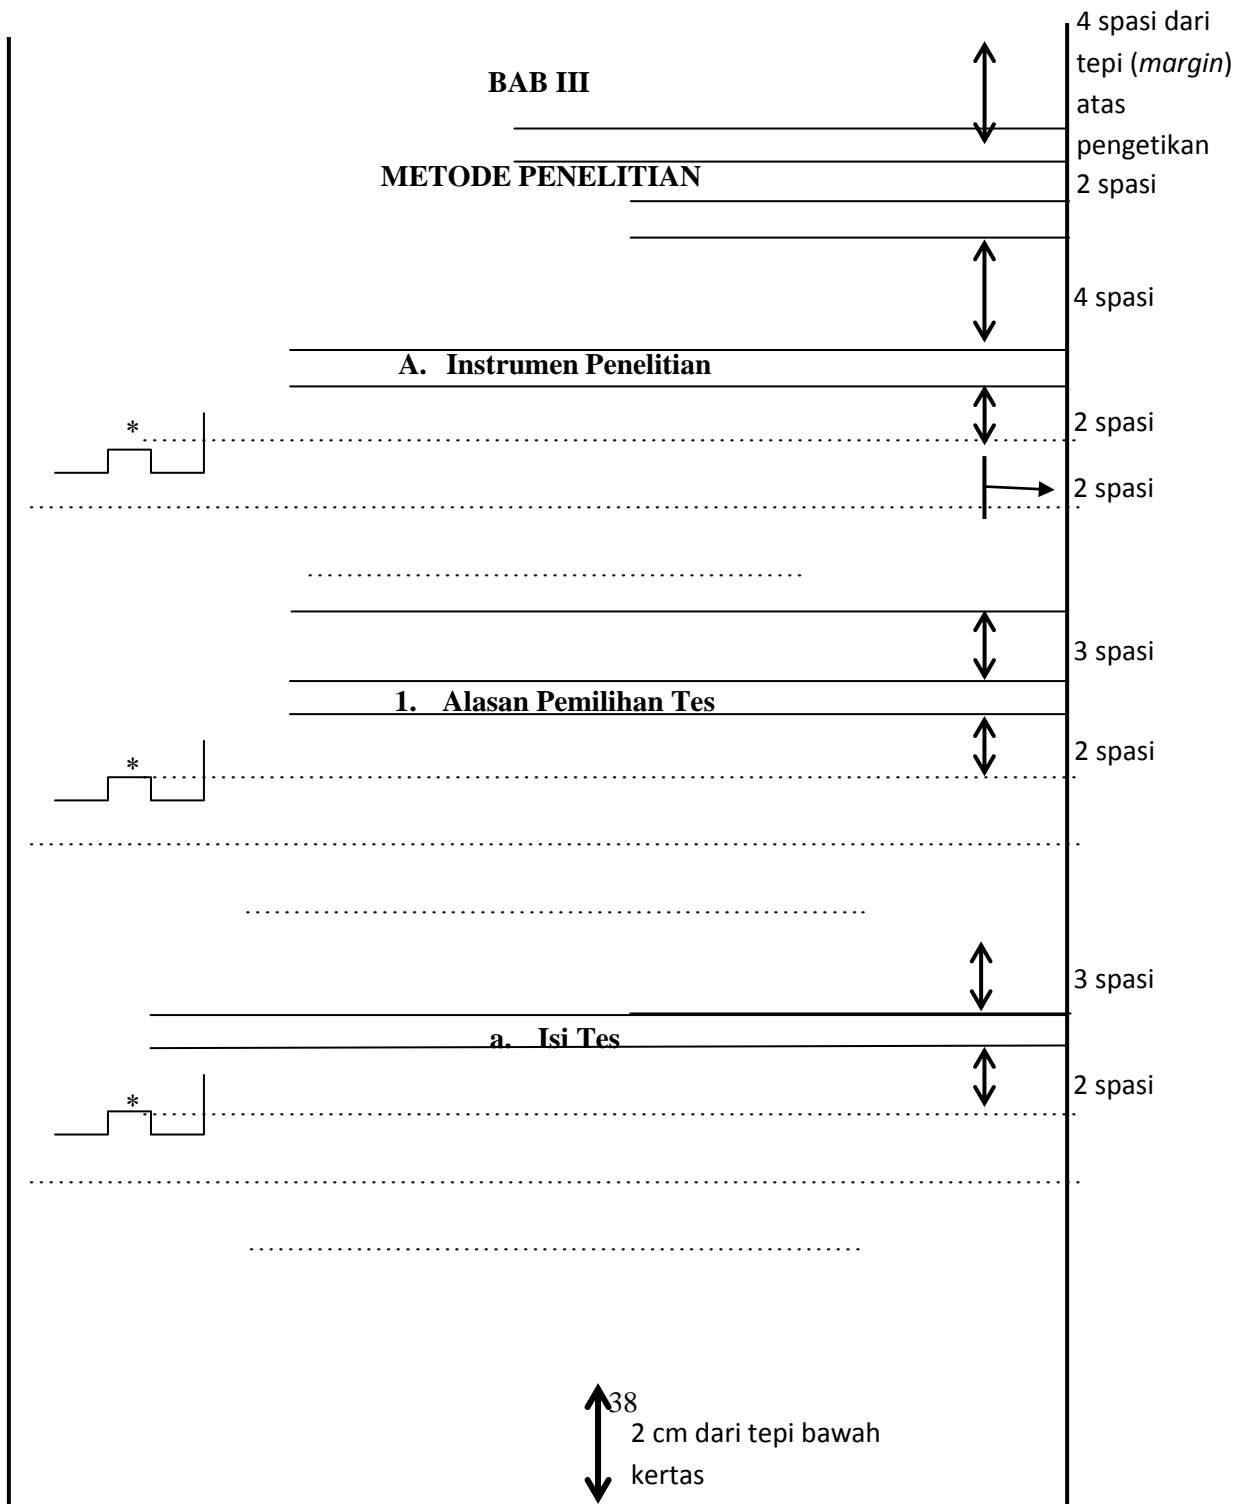 4 spasi dari
tepi (margin)
atas
pengetikan
BAB III
METODE PENELITIAN
2 spasi
4 spasi
A. Instrumen Penelitian
*
2 spasi
2 spasi
3 spasi
1. Alasan Pemilihan Tes
*
2 spasi
3 spasi
a. Isi Tes
*
2 spasi
38
2 cm dari tepi bawah
kertas